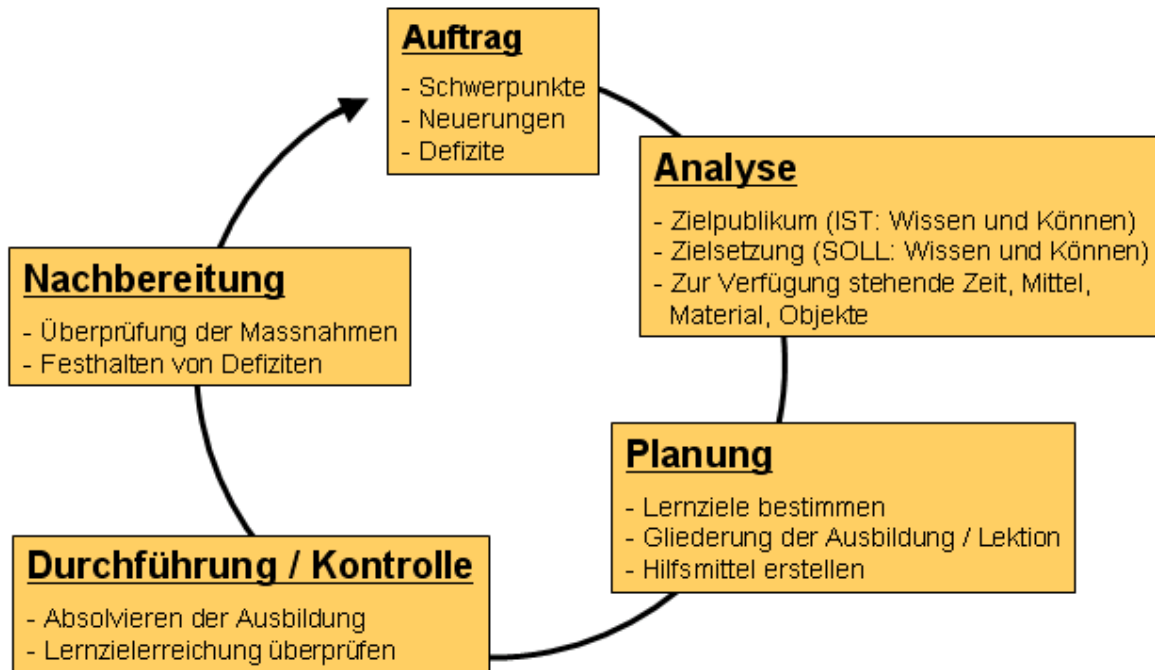 Auftrag
- Schwerpunkte
- Neuerungen
- Defizite
Analyse
- Zielpublikum (IST: Wissen und Können)
- Zielsetzung (SOLL: Wissen und Können)
- Zur Verfügung stehende Zeit, Mittel,
Material, Objekte
Planung
- Lernziele bestimmen
- Gliederung der Ausbildung / Lektion
- Hilfsmittel erstellen
Durchführung / Kontrolle
- Absolvieren der Ausbildung
- Lernzielerreichung überprüfen
Nachbereitung
- Überprüfung der Massnahmen
- Festhalten von Defiziten